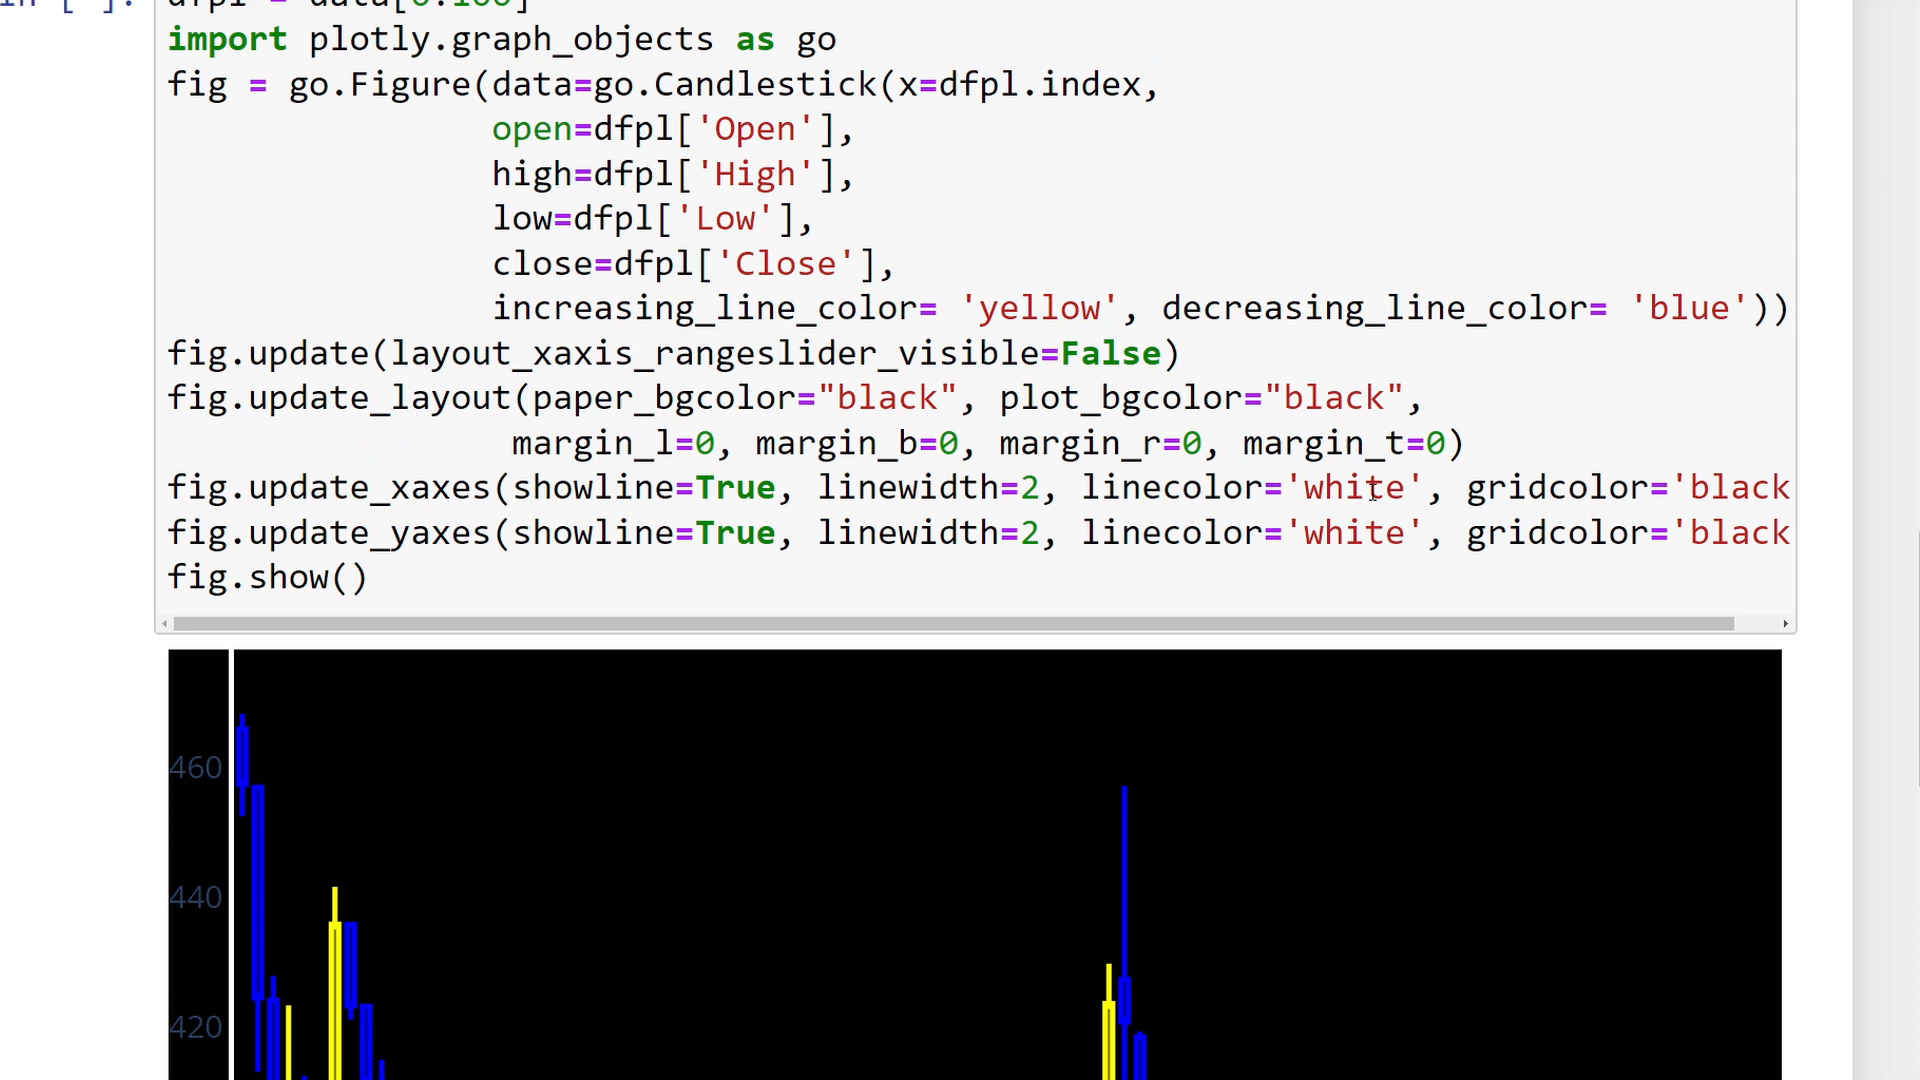 import plotly.graph_objects as go
fig = go.Figure(data=go.Candlestick(x=dfpl.index,
open=dfpl['Open'],
high=dfpl['High'],
low=dfpl['Low'],
close=dfpl['Close'],
increasing_line_color= 'yellow', decreasing_line_color= 'blue'))
fig.update(layout_xaxis_rangeslider_visible=False)
fig.update_layout(paper_bgcolor="black", plot_bgcolor="black",
margin_l=0, margin_b=0, margin_r=0, margin_t=0)
fig.update_xaxes(showline=True, linewidth=2, linecolor='white', gridcolor='black
fig.update_yaxes(showline=True, linewidth=2, linecolor='white', gridcolor='black
fig.show()
460
440
420